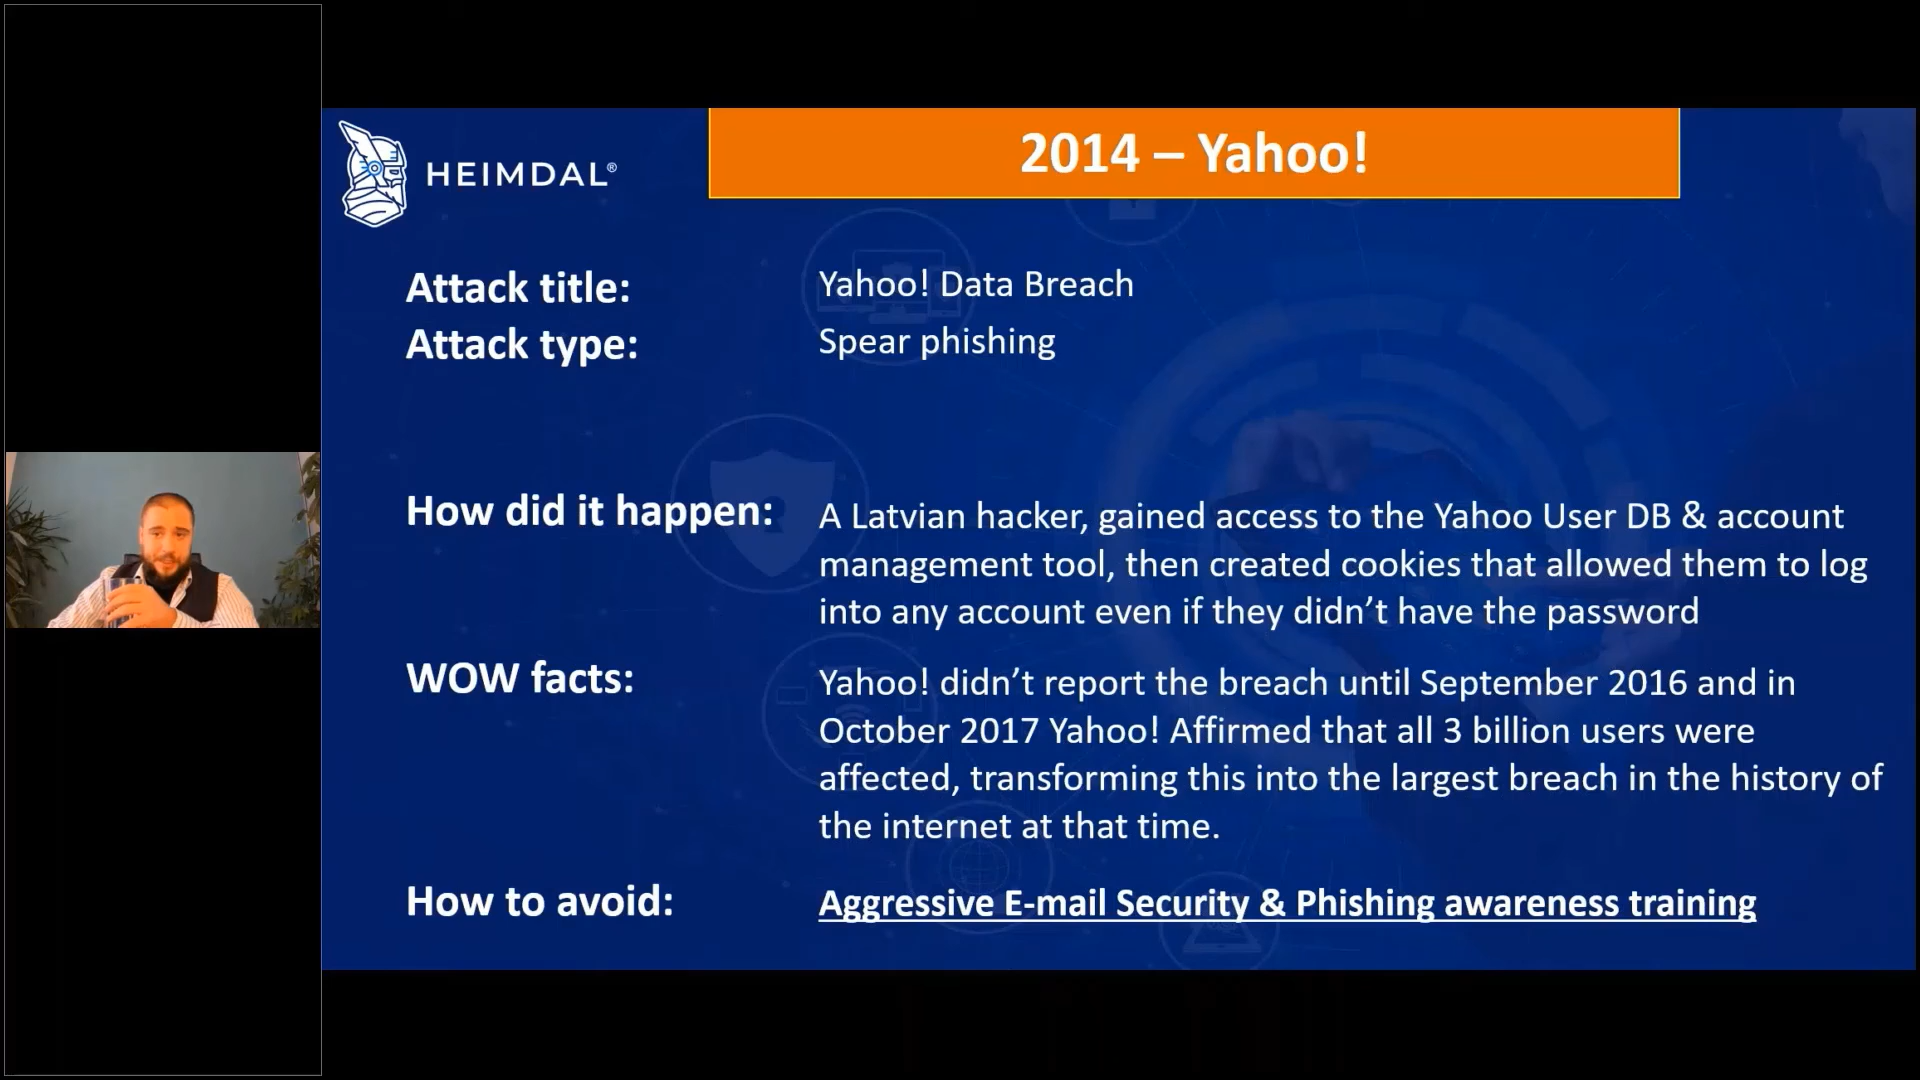 HEIMDAL®
2014 – Yahoo!
Attack title:
Yahoo! Data Breach
Attack type:
Spear phishing
How did it happen:
A Latvian hacker, gained access to the Yahoo User DB & account
management tool, then created cookies that allowed them to log
into any account even if they didn’t have the password
WOW facts:
Yahoo! didn’t report the breach until September 2016 and in
October 2017 Yahoo! Affirmed that all 3 billion users were
affected, transforming this into the largest breach in the history of
the internet at that time.
How to avoid:
Aggressive E-mail Security & Phishing awareness training